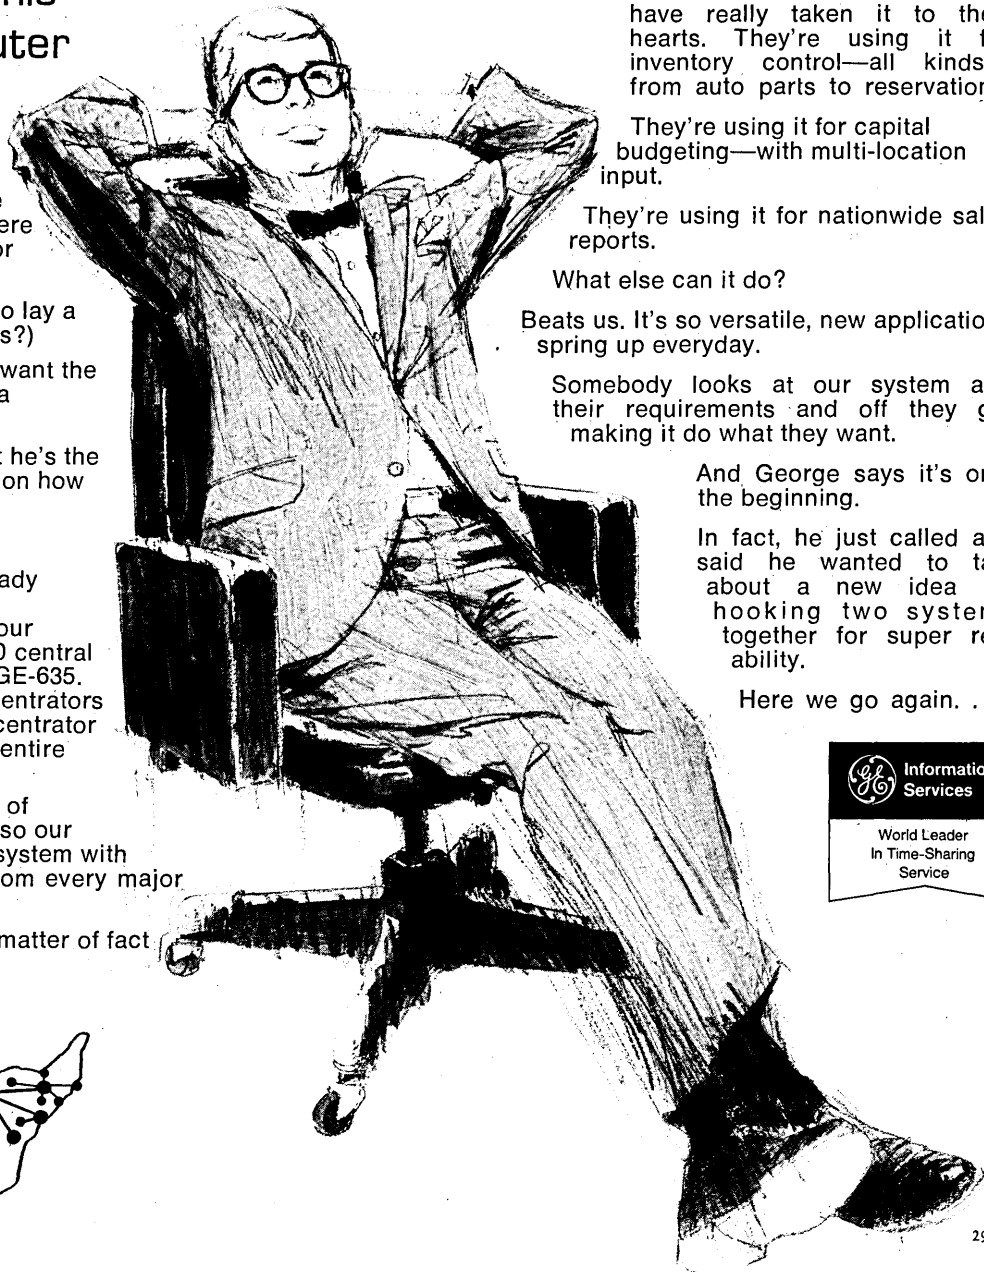 uter
ere
or
o lay a
s?)
want the
a
he's the
on how
ady
our
0 central
GE-635.
entrators
centrator
entire
of
so our
system with
om every major
matter of fact
have really taken it to the
hearts. They're using it f
inventory control—all kinds
from auto parts to reservation
They're using it for capital
budgeting—with multi-location
input.
They're using it for nationwide sal
reports.
What else can it do?
Beats us. It's so versatile, new applicatio
spring up everyday.
Somebody looks at our system a
their requirements and off they g
making it do what they want.
And George says it's on
the beginning.
In fact, he just called a
said he wanted to ta
about a new idea
hooking two system
together for super re
ability.
Here we go again. .
GE Informatio
Services
World Leader
In Time-Sharing
Service
29